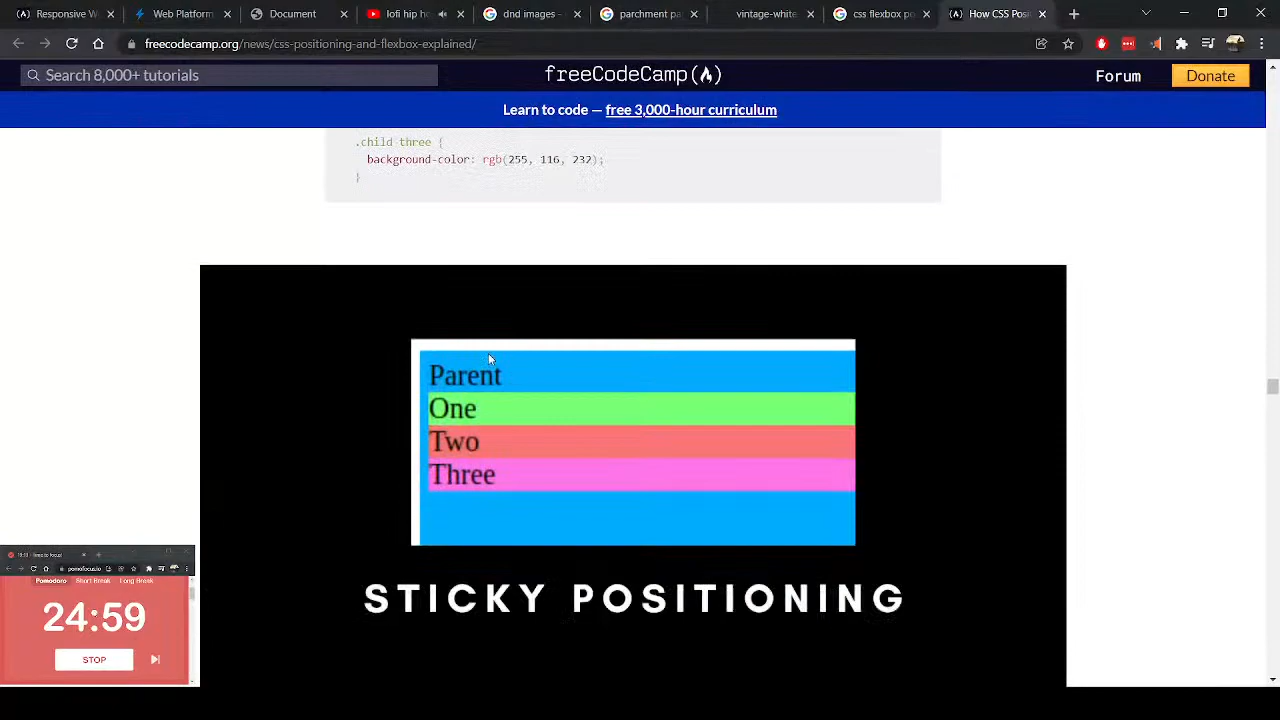 Responsive W
Web Platform
Document
lofi hip h
dnd images –
parchment pa
vintage-white
css flexbox po
How CSS Posi
freecodecamp.org/news/css-positioning-and-flexbox-explained/
Search 8,000+ tutorials
freeCodeCamp
Forum
Donate
Learn to code — free 3,000-hour curriculum
.child-three {
background-color: rgb(255, 116, 232);
}
Parent
One
Two
Three
STICKY POSITIONING
pomofocus.io
Pomodoro
Short Break
Long Break
24:59
STOP